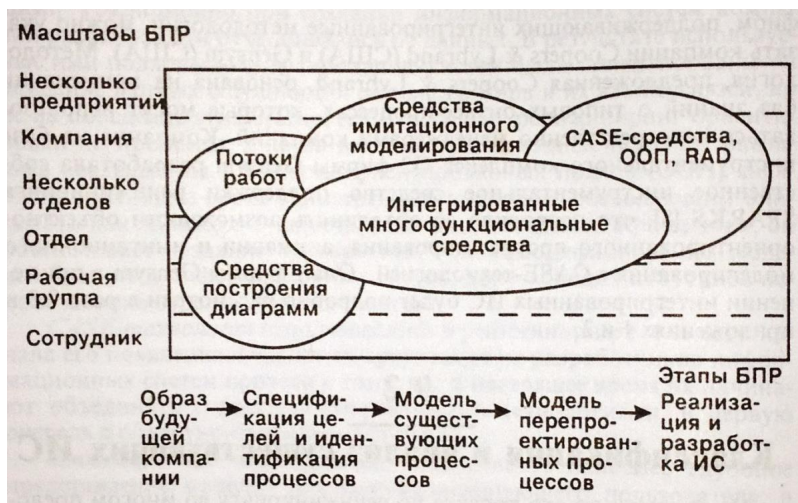 Масштабы БПР
Несколько
предприятий
Компания
Несколько
отделов
Отдел
Рабочая
группа
Сотрудник
Потоки
работ
Средства
имитационного
моделирования
CASE-средства,
ООП, RAD
Интегрированные
многофункциональные
средства
Средства
построения
диаграмм
Этапы БПР
Образ
буду-
щей
компа-
нии
Специфи-
кация це-
лей и иден-
тификация
процессов
Модель
сущест-
вующих
процес-
сов
Модель
перепро-
ектирован-
ных про-
цессов
Реализа-
ция и
разработ-
ка ИС